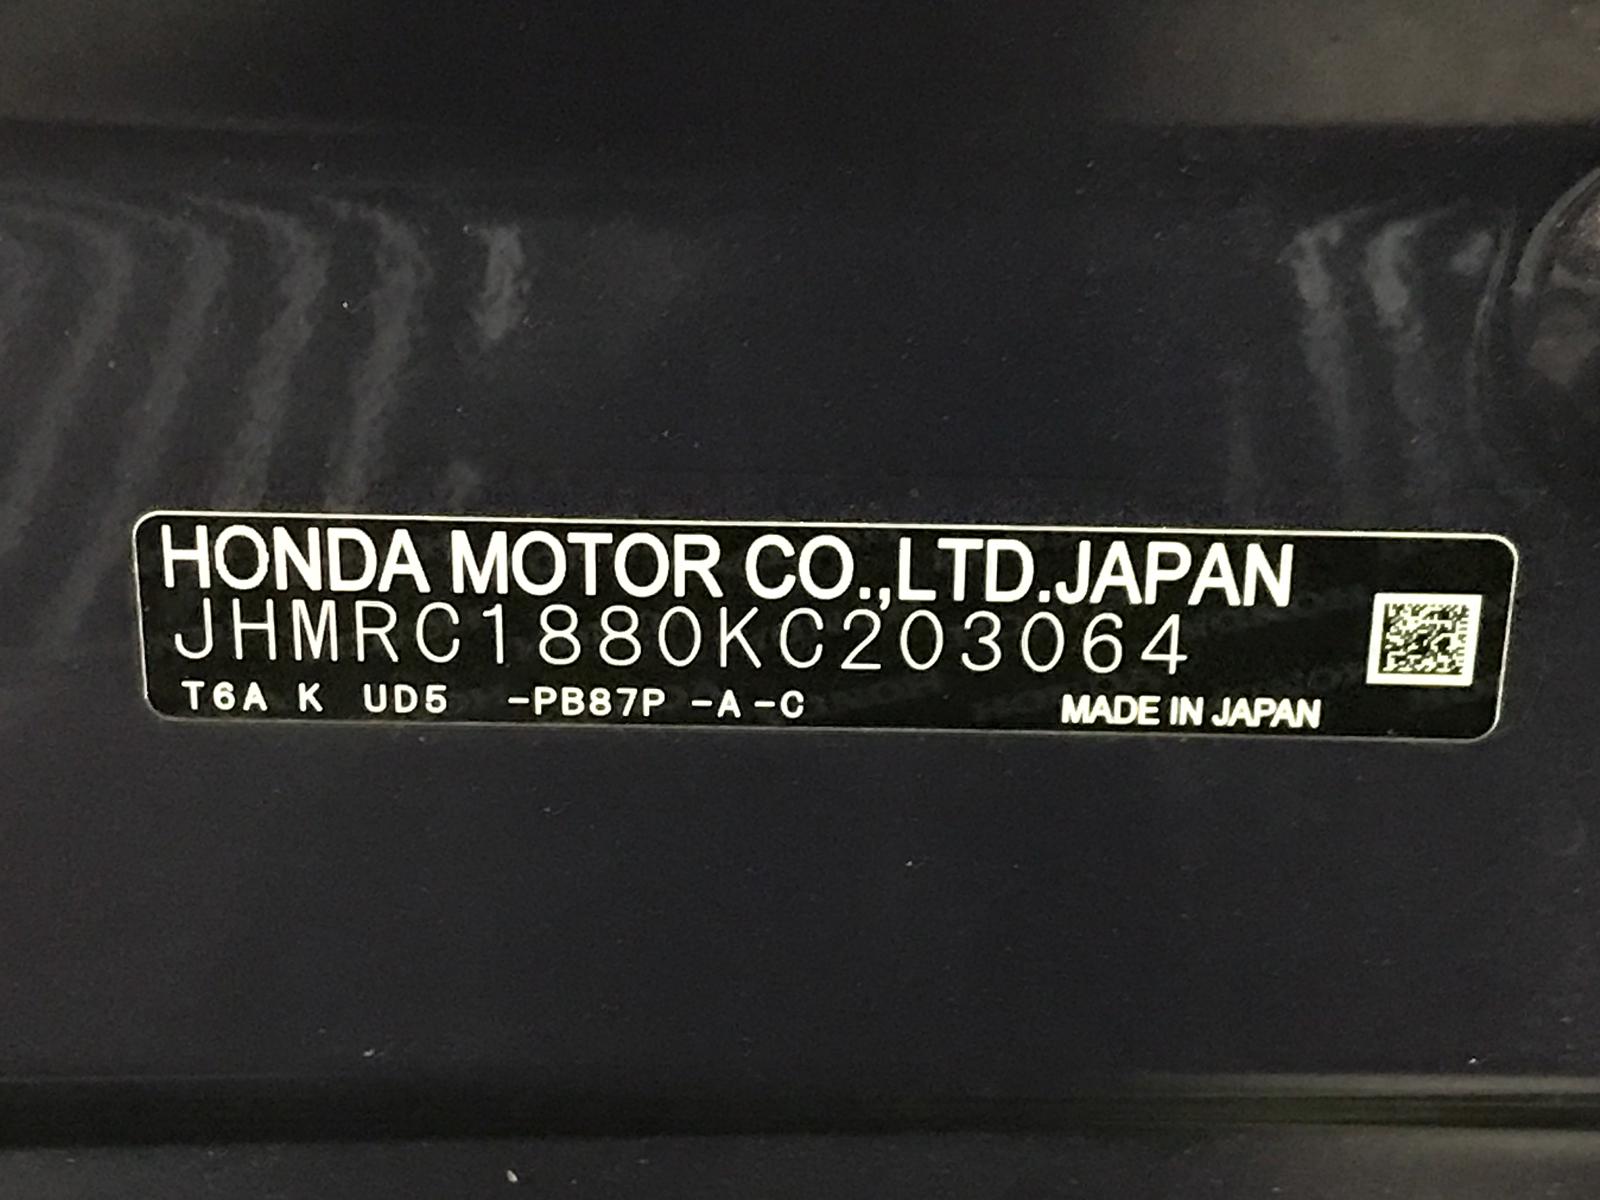 HONDA MOTOR CO.,LTD.JAPAN
JHMRC1880KC203064
T6A K UD5 -PB87P -A-C MADE IN JAPAN